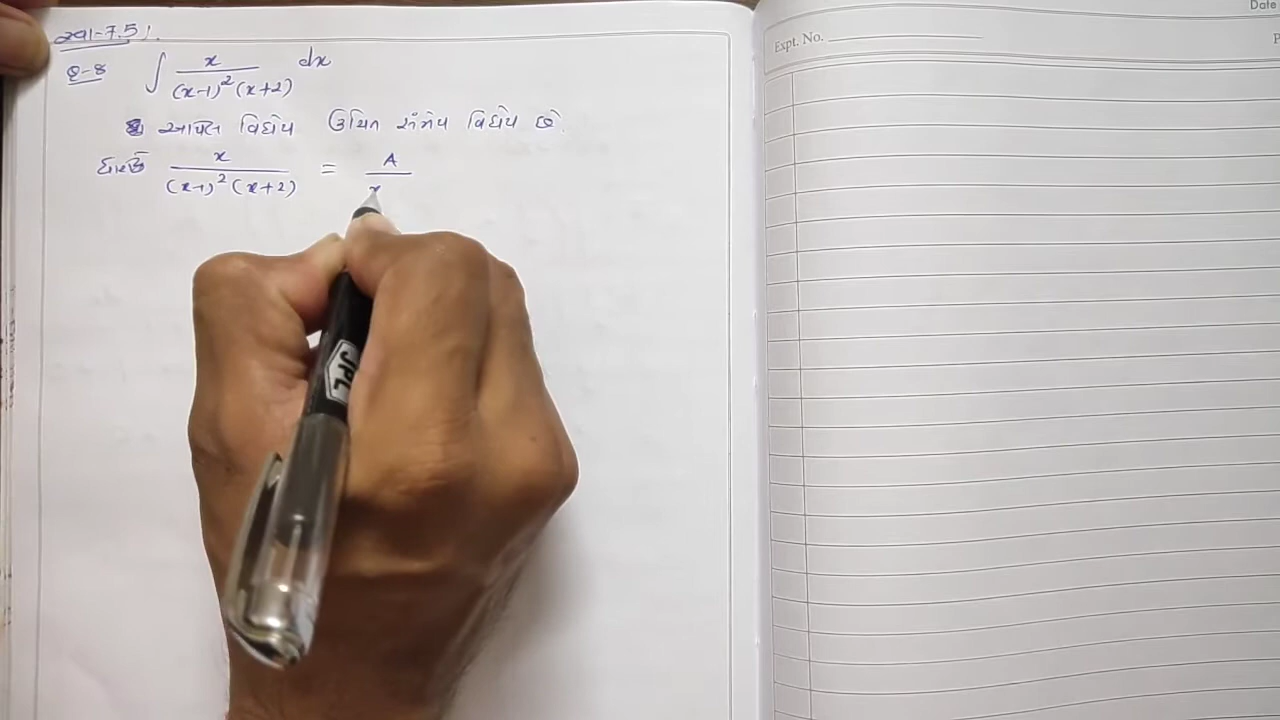 સ્વા-7.5 !
Q-8 ∫ x / (x-1)² (x+2) dx
આપેલ વિધેય ઉચિત સંમેય વિધેય છે.
ધારો કે x / (x-1)² (x+2) = A / x
JPL
Date
Expt. No.